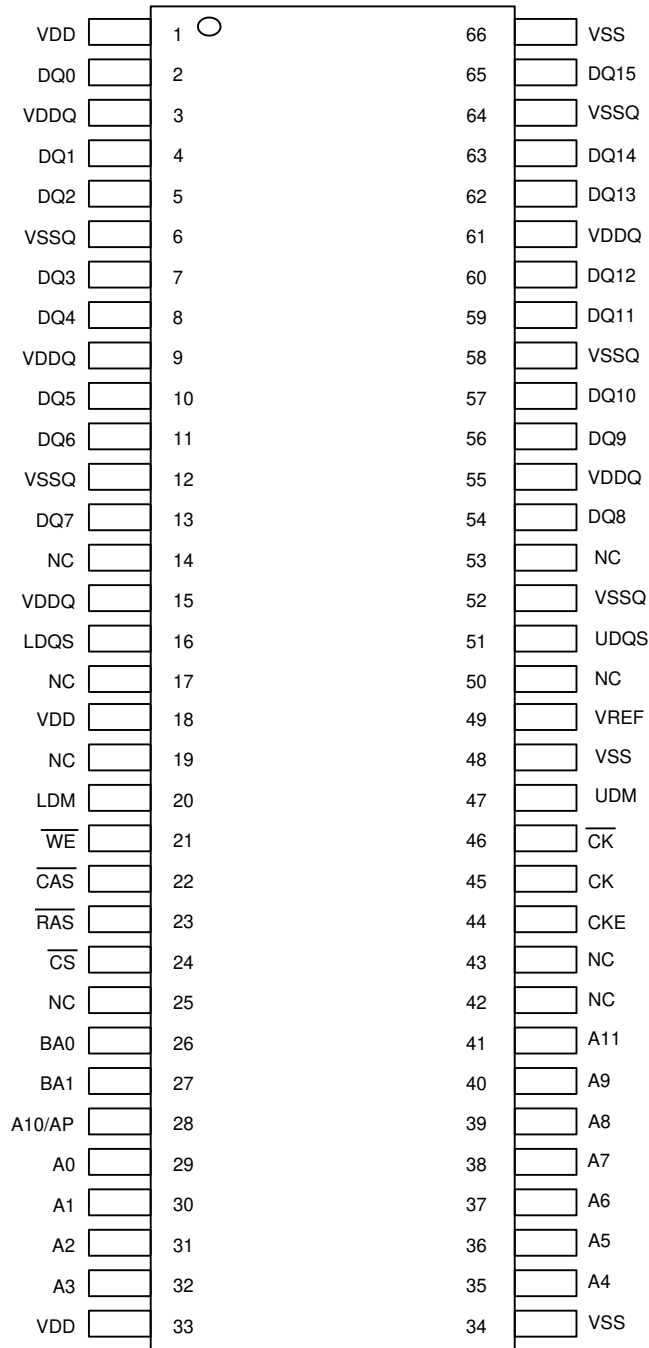 VDD 1 66 VSS
DQ0 2 65 DQ15
VDDQ 3 64 VSSQ
DQ1 4 63 DQ14
DQ2 5 62 DQ13
VSSQ 6 61 VDDQ
DQ3 7 60 DQ12
DQ4 8 59 DQ11
VDDQ 9 58 VSSQ
DQ5 10 57 DQ10
DQ6 11 56 DQ9
VSSQ 12 55 VDDQ
DQ7 13 54 DQ8
NC 14 53 NC
VDDQ 15 52 VSSQ
LDQS 16 51 UDQS
NC 17 50 NC
VDD 18 49 VREF
NC 19 48 VSS
LDM 20 47 UDM
W̅E̅ 21 46 C̅K̅
C̅A̅S̅ 22 45 CK
R̅A̅S̅ 23 44 CKE
C̅S̅ 24 43 NC
NC 25 42 NC
BA0 26 41 A11
BA1 27 40 A9
A10/AP 28 39 A8
A0 29 38 A7
A1 30 37 A6
A2 31 36 A5
A3 32 35 A4
VDD 33 34 VSS